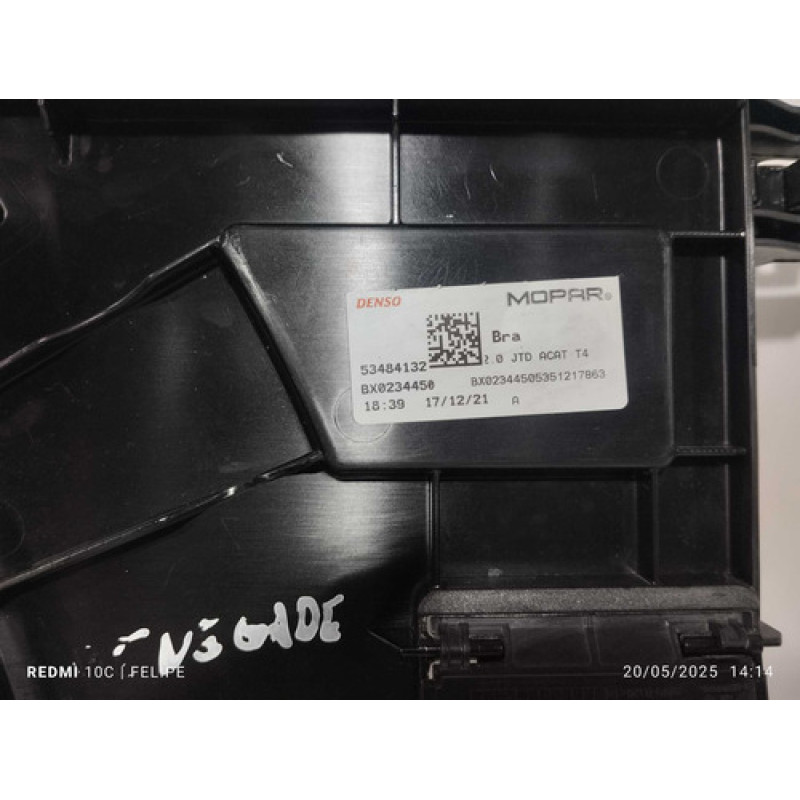 DENSO MOPAR
Bra
53484132 2.0 JTD ACAT T4
BX0234450 BX02344505351217863
18:39 17/12/21 A
REDMI 10C | FELIPE
20/05/2025 14:14